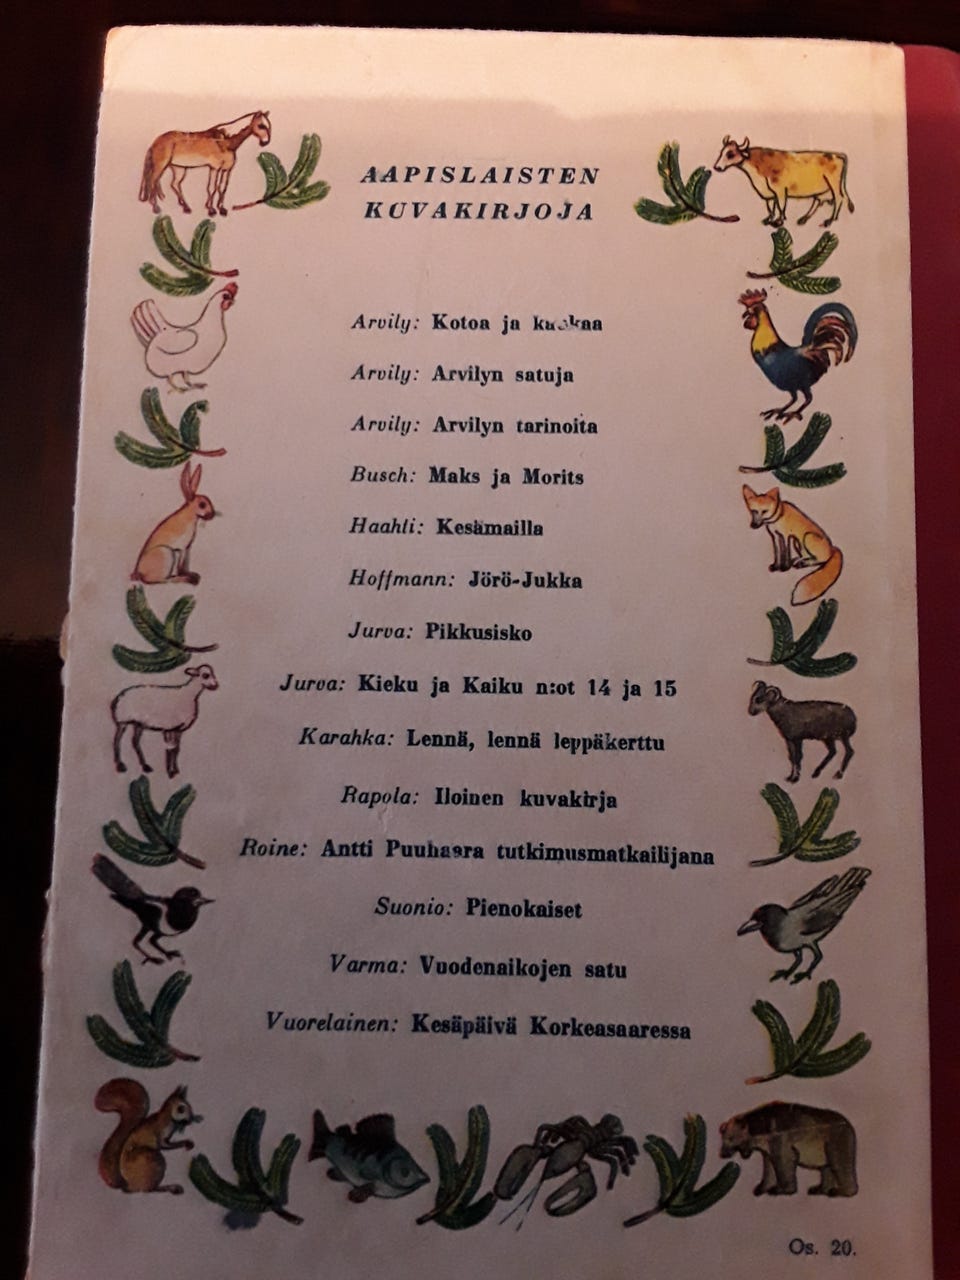 AAPISLAISTEN
KUVAKIRJOJA
Arvily: Kotoa ja kaukaa
Arvily: Arvilyn satuja
Arvily: Arvilyn tarinoita
Busch: Maks ja Morits
Haahti: Kesämailla
Hoffmann: Jörö-Jukka
Jurva: Pikkusisko
Jurva: Kieku ja Kaiku n:ot 14 ja 15
Karahka: Lennä, lennä leppäkerttu
Rapola: Iloinen kuvakirja
Roine: Antti Puuhaara tutkimusmatkailijana
Suonio: Pienokaiset
Varma: Vuodenaikojen satu
Vuorelainen: Kesäpäivä Korkeasaaressa
Os. 20.